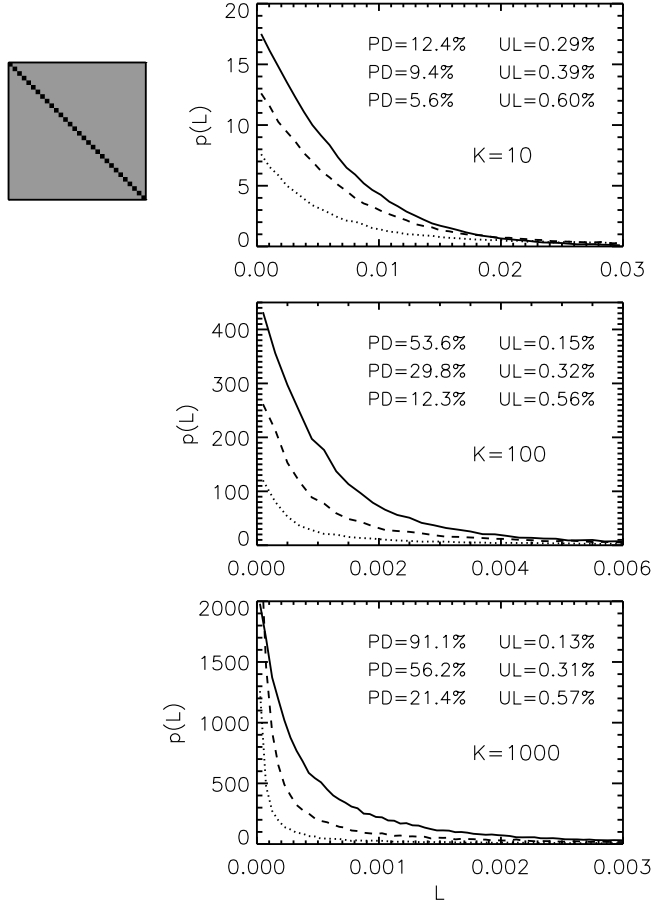 20
15
10
5
0
p(L)
PD=12.4% UL=0.29%
PD=9.4% UL=0.39%
PD=5.6% UL=0.60%
K=10
0.00 0.01 0.02 0.03
400
300
200
100
0
p(L)
PD=53.6% UL=0.15%
PD=29.8% UL=0.32%
PD=12.3% UL=0.56%
K=100
0.000 0.002 0.004 0.006
2000
1500
1000
500
0
p(L)
PD=91.1% UL=0.13%
PD=56.2% UL=0.31%
PD=21.4% UL=0.57%
K=1000
0.000 0.001 0.002 0.003
L